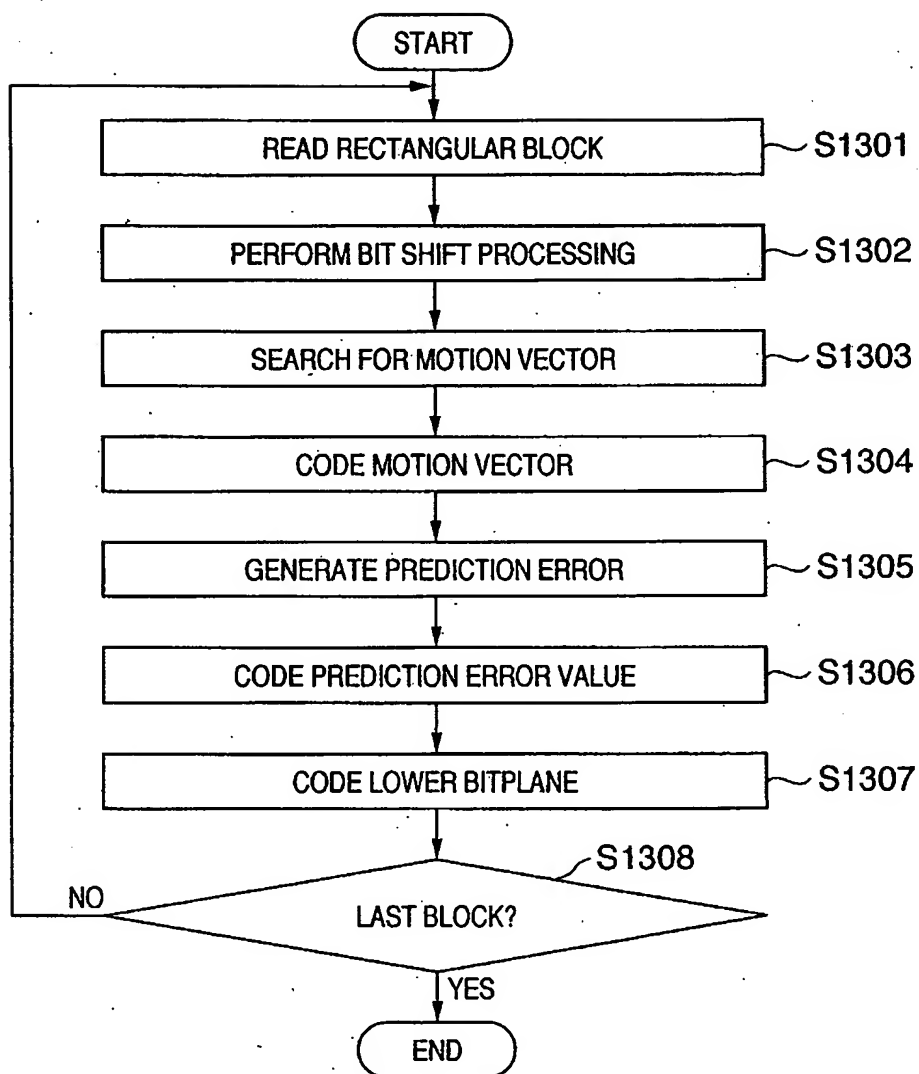 START
READ RECTANGULAR BLOCK
S1301
PERFORM BIT SHIFT PROCESSING
S1302
SEARCH FOR MOTION VECTOR
S1303
CODE MOTION VECTOR
S1304
GENERATE PREDICTION ERROR
S1305
CODE PREDICTION ERROR VALUE
S1306
CODE LOWER BITPLANE
S1307
S1308
NO
LAST BLOCK?
YES
END